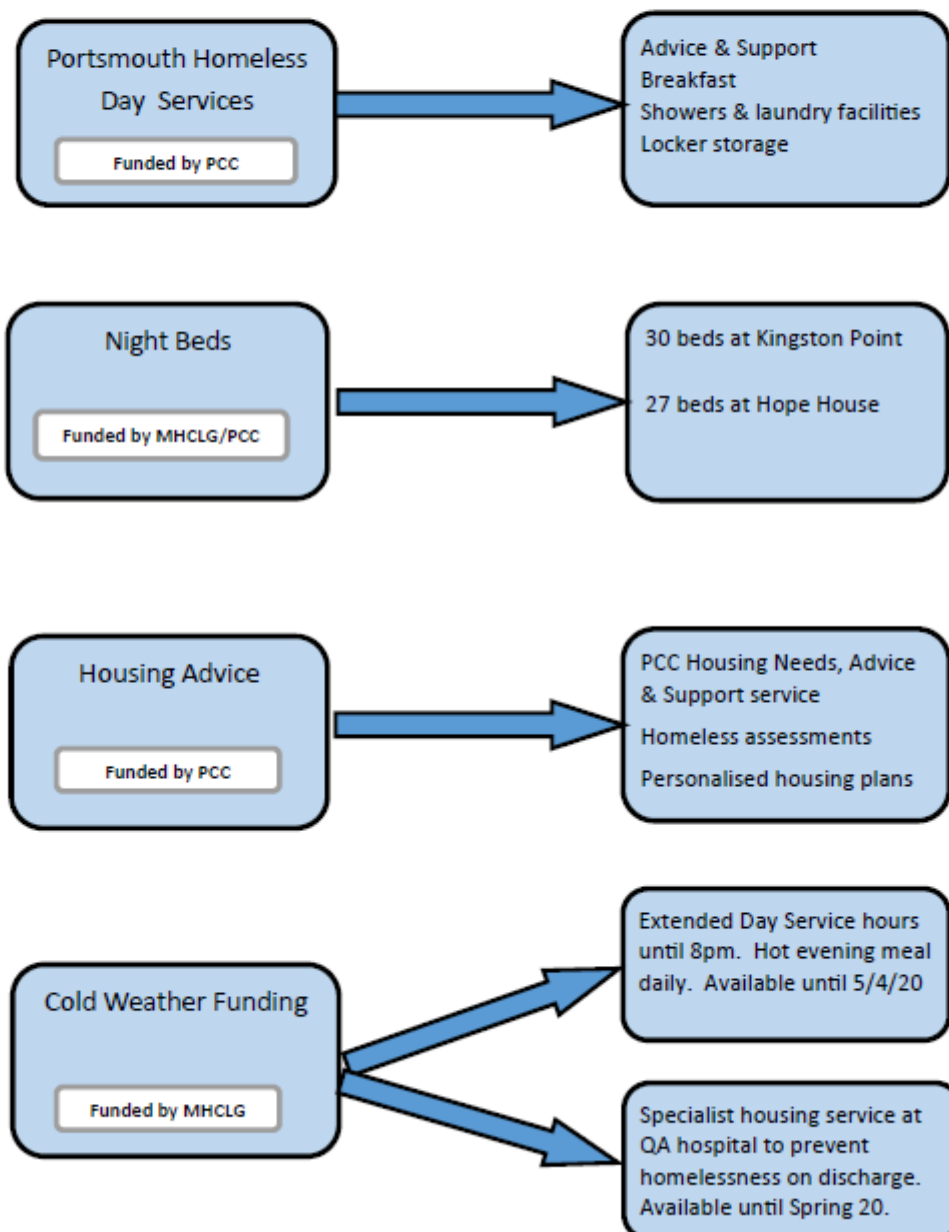 Portsmouth Homeless
Day Services
Funded by PCC
Advice & Support
Breakfast
Showers & laundry facilities
Locker storage
Night Beds
Funded by MHCLG/PCC
30 beds at Kingston Point
27 beds at Hope House
Housing Advice
Funded by PCC
PCC Housing Needs, Advice
& Support service
Homeless assessments
Personalised housing plans
Cold Weather Funding
Funded by MHCLG
Extended Day Service hours
until 8pm. Hot evening meal
daily. Available until 5/4/20
Specialist housing service at
QA hospital to prevent
homelessness on discharge.
Available until Spring 20.